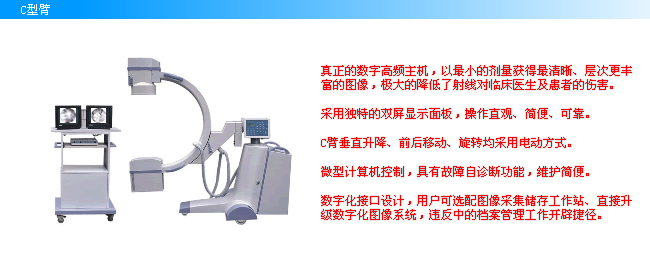 C型臂
真正的数字高频主机，以最小的剂量获得最清晰、层次更丰
富的图像，极大的降低了射线对临床医生及患者的伤害。
采用独特的双屏显示面板，操作直观、简便、可靠。
C臂垂直升降、前后移动、旋转均采用电动方式。
微型计算机控制，具有故障自诊断功能，维护简便。
数字化接口设计，用户可选配图像采集储存工作站、直接升
级数字化图像系统，违反中的档案管理工作开辟捷径。